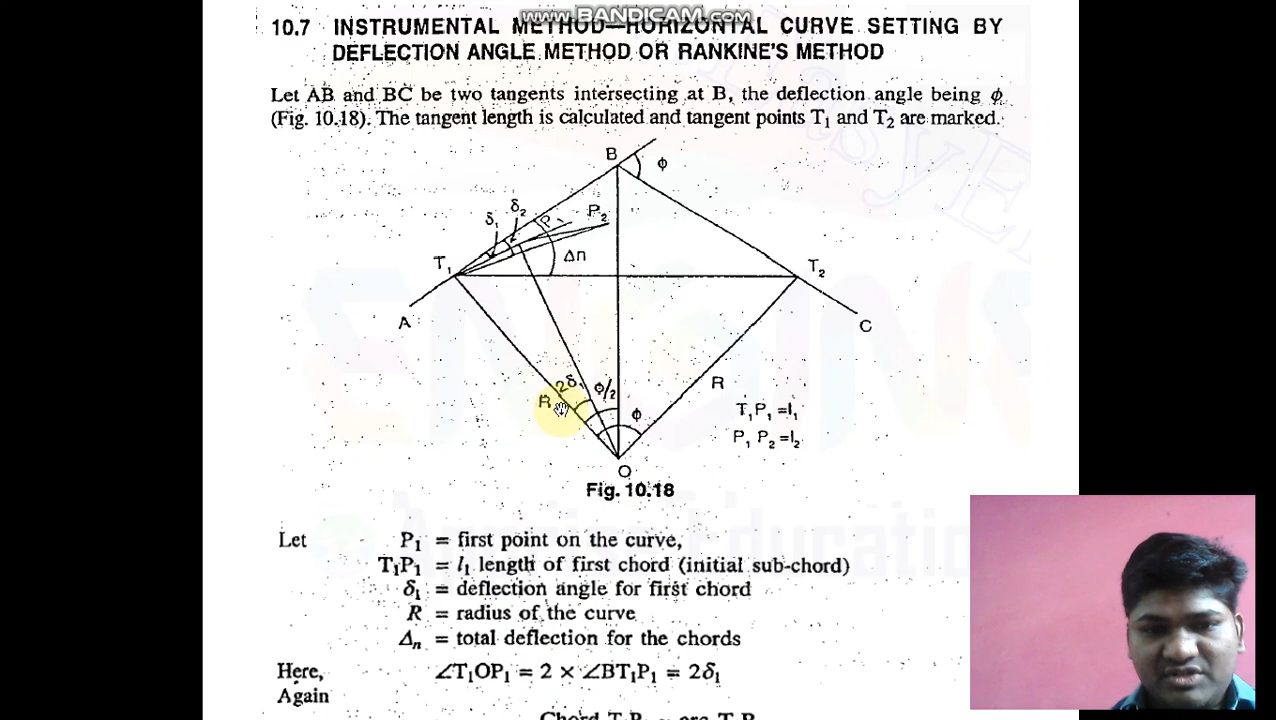 www.BANDICAM.com
10.7 INSTRUMENTAL METHOD—HORIZONTAL CURVE SETTING BY
DEFLECTION ANGLE METHOD OR RANKINE'S METHOD
Let AB and BC be two tangents intersecting at B, the deflection angle being ϕ
(Fig. 10.18). The tangent length is calculated and tangent points T₁ and T₂ are marked.
B
ϕ
δ₁ δ₂ P₁ P₂
T₁ Δn T₂
A C
2δ₁ ϕ/2 R
R ϕ T₁P₁ =l₁
P₁ P₂ =l₂
O
Fig. 10.18
Let P₁ = first point on the curve,
T₁P₁ = l₁ length of first chord (initial sub-chord)
δ₁ = deflection angle for first chord
R = radius of the curve
Δₙ = total deflection for the chords
Here, ∠T₁OP₁ = 2 × ∠BT₁P₁ = 2δ₁
Again